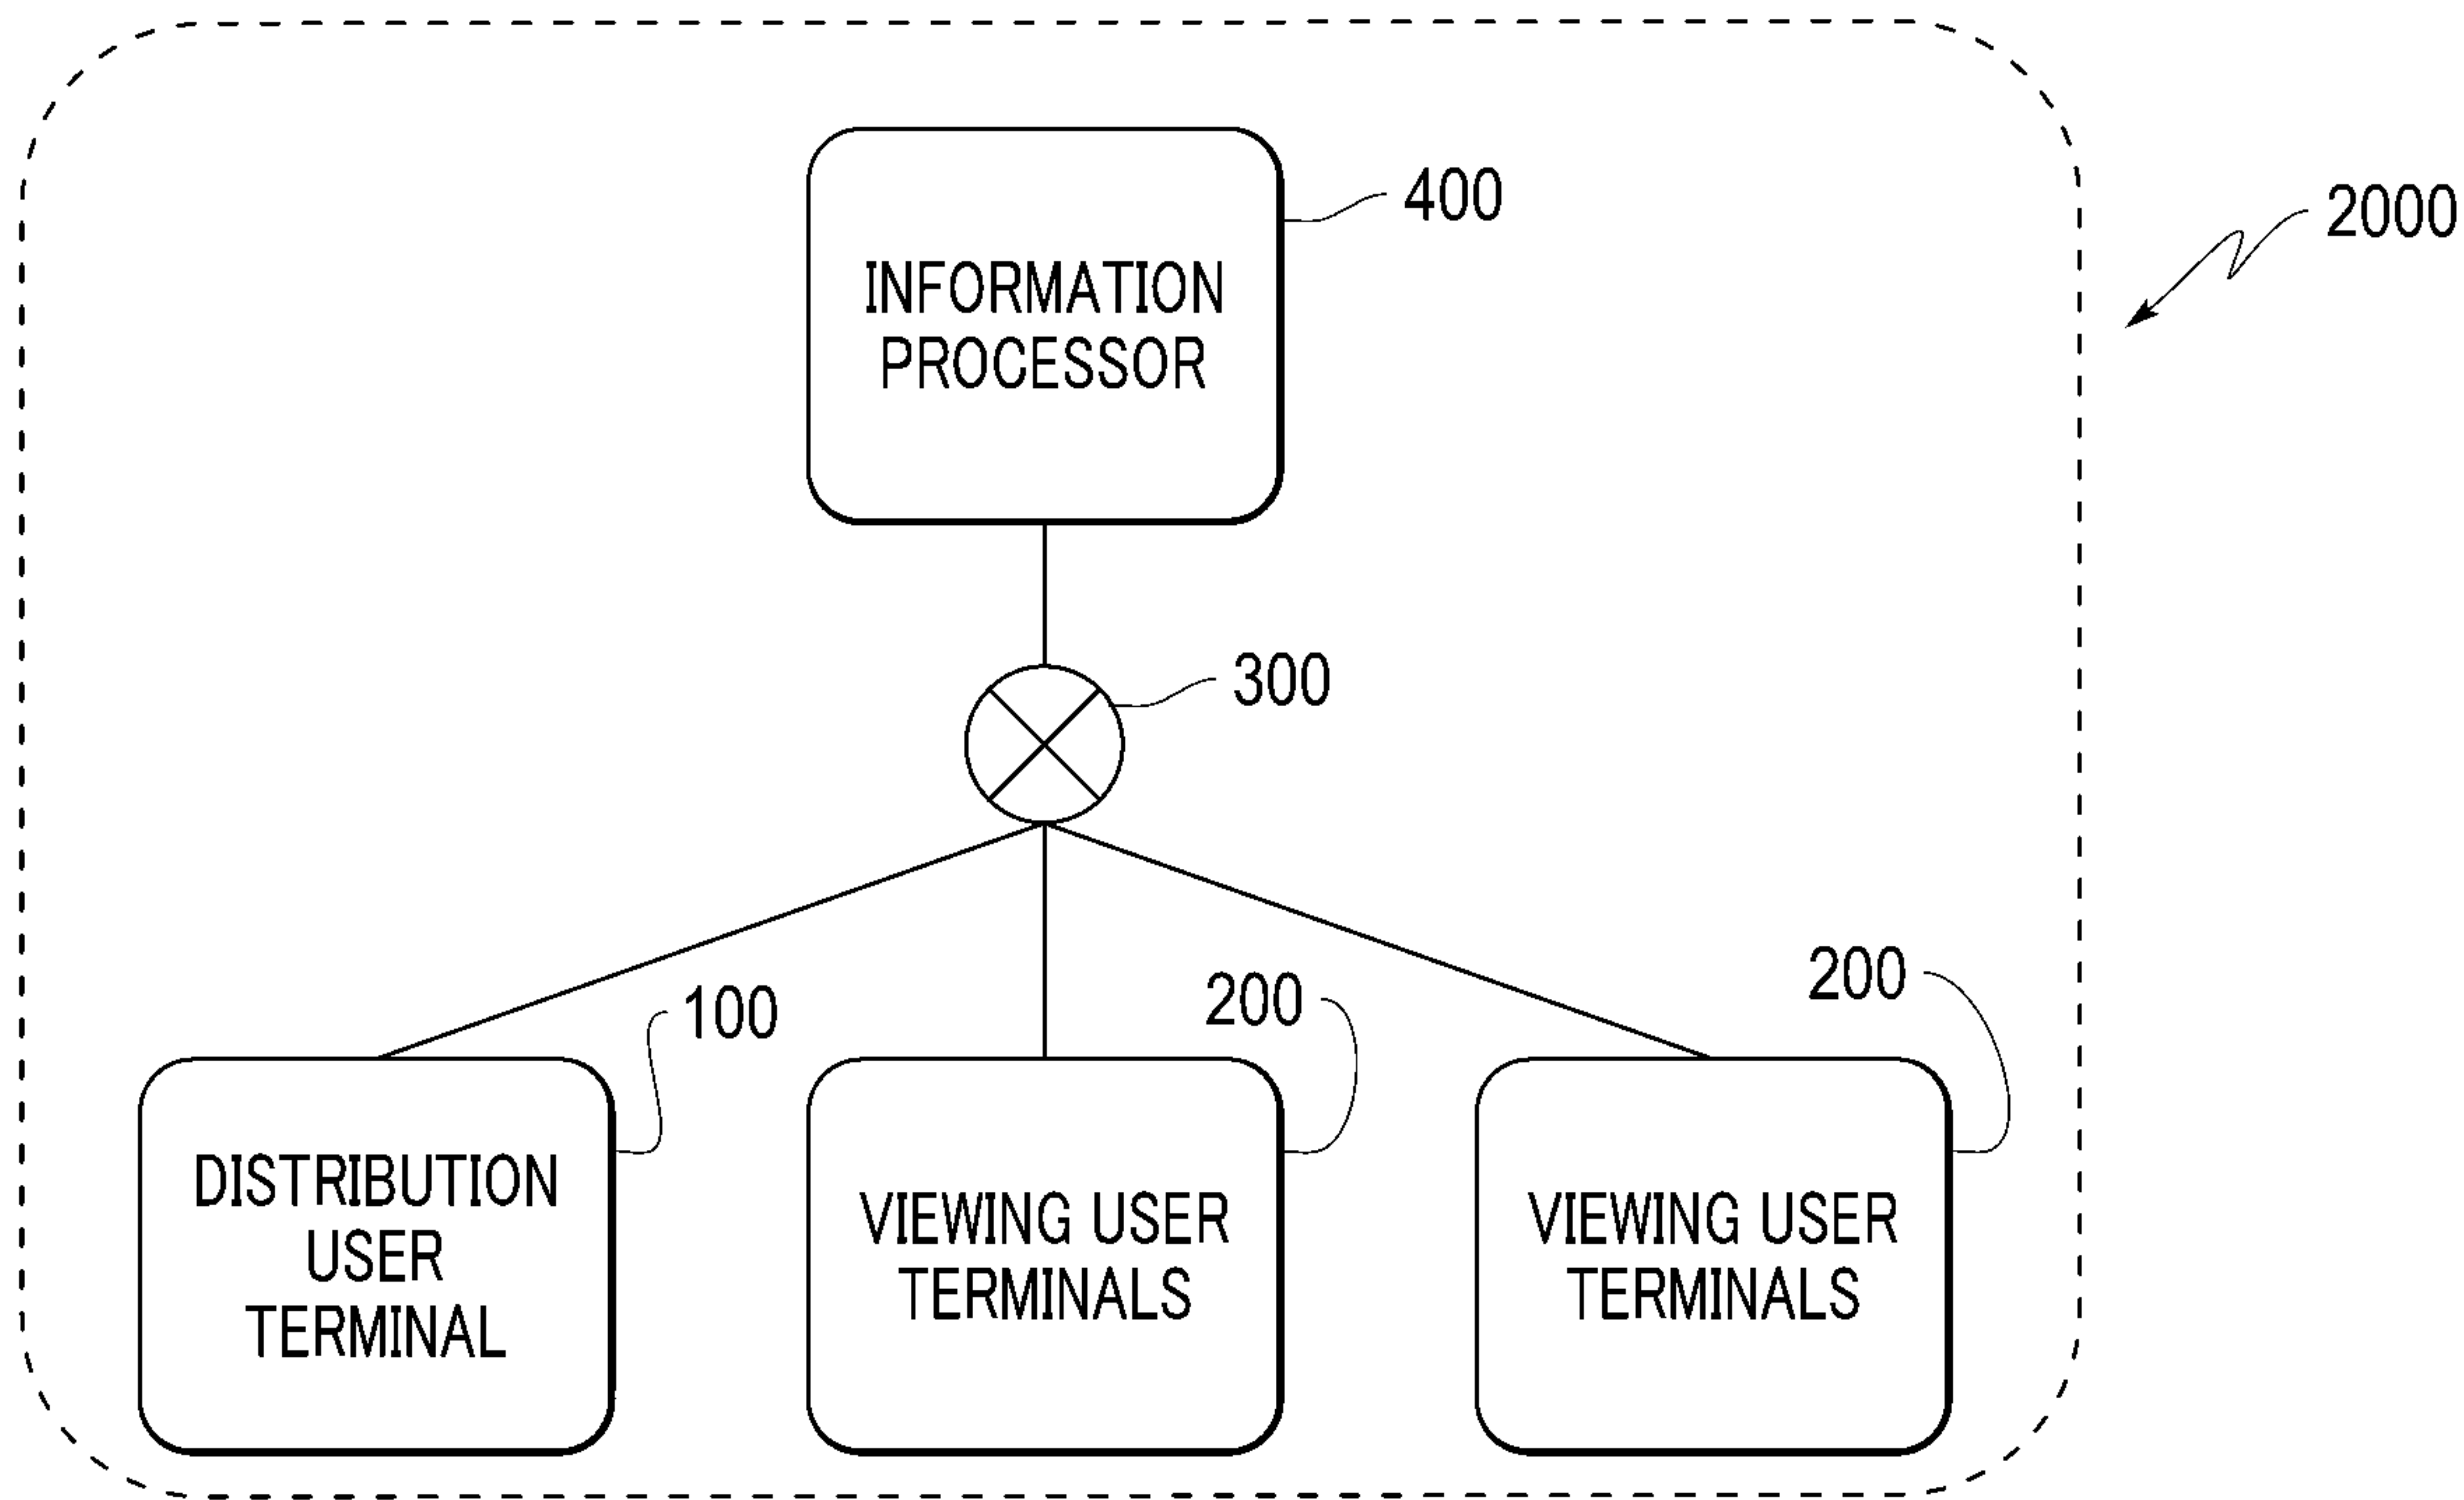 400
2000
INFORMATION
PROCESSOR
300
100
200
200
DISTRIBUTION
USER
TERMINAL
VIEWING USER
TERMINALS
VIEWING USER
TERMINALS